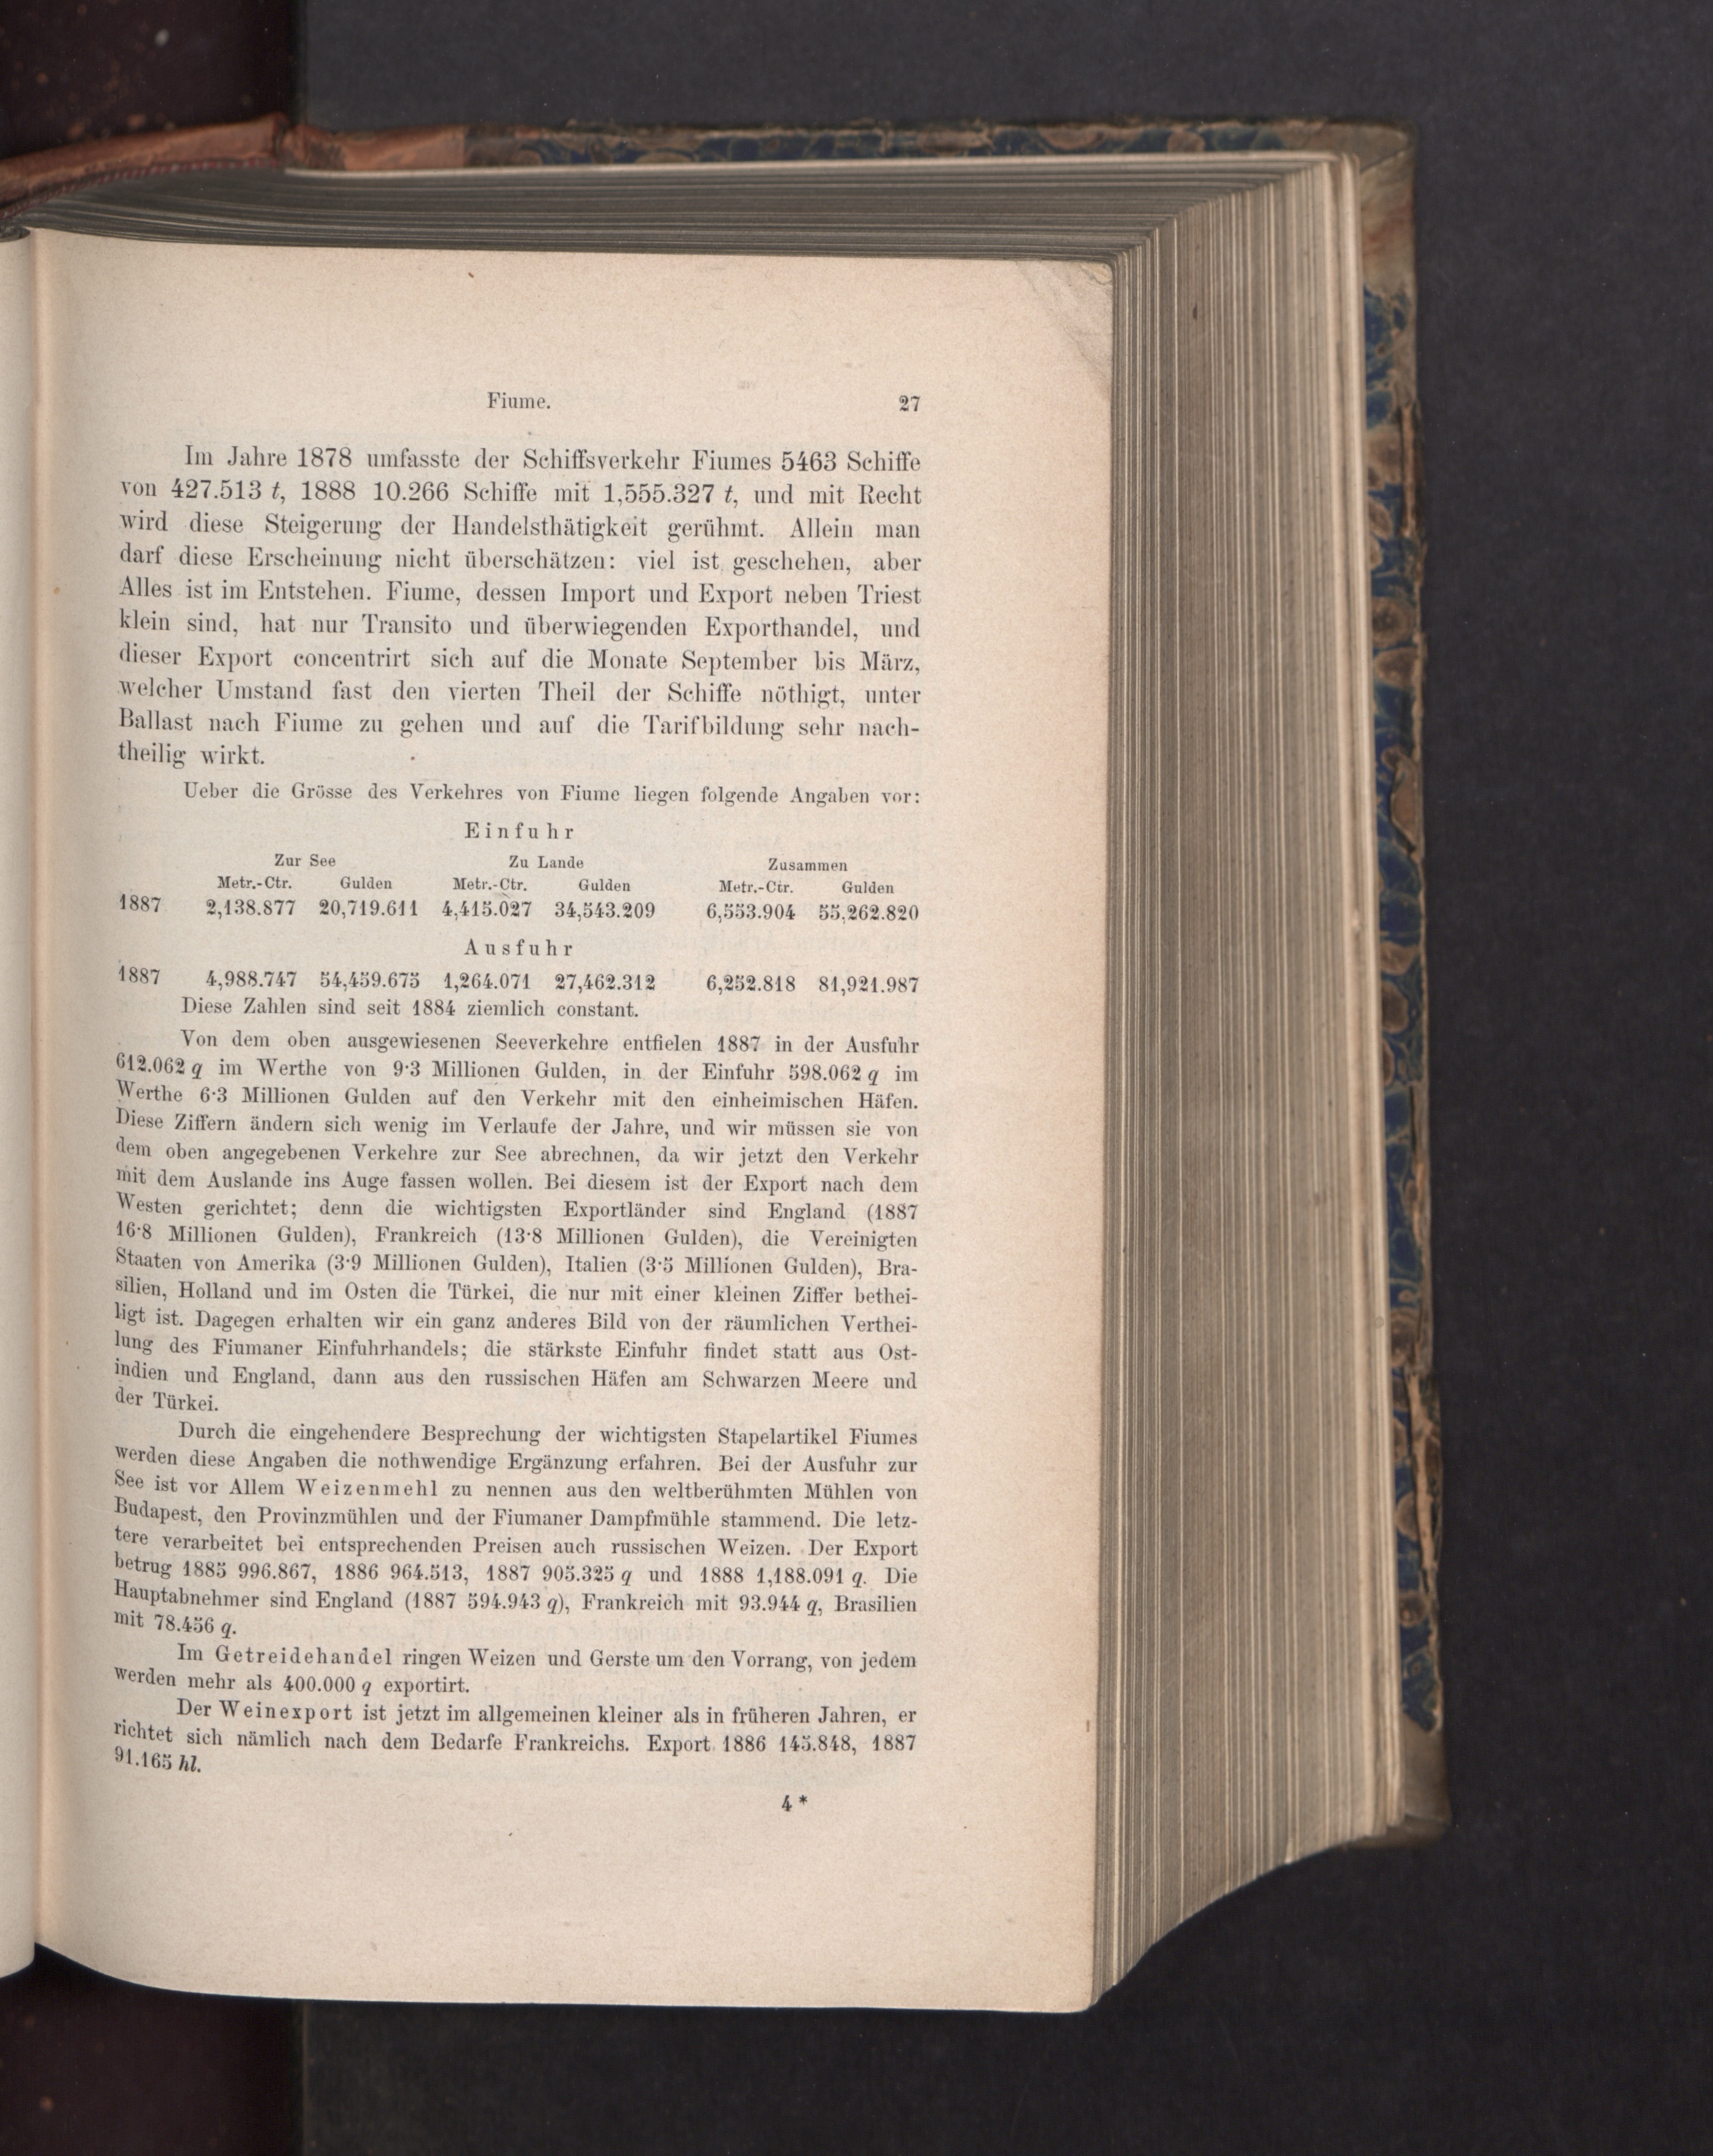 Fiume. 27
Im Jahre 1878 umfasste der Schiffsverkehr Fiumes 5463 Schiffe
von 427.513 t, 1888 10.266 Schiffe mit 1,555.327 t, und mit Recht
wird diese Steigerung der Handelsthätigkeit gerühmt. Allein man
darf diese Erscheinung nicht überschätzen: viel ist geschehen, aber
Alles ist im Entstehen. Fiume, dessen Import und Export neben Triest
klein sind, hat nur Transito und überwiegenden Exporthandel, und
dieser Export concentrirt sich auf die Monate September bis März,
welcher Umstand fast den vierten Theil der Schiffe nöthigt, unter
Ballast nach Fiume zu gehen und auf die Tarifbildung sehr nach-
theilig wirkt.
Ueber die Grösse des Verkehres von Fiume liegen folgende Angaben vor:
Einfuhr
Zur See Zu Lande Zusammen
Metr.-Ctr. Gulden Metr.-Ctr. Gulden Metr.-Ctr. Gulden
1887 2,138.877 20,719.611 4,415.027 34,543.209 6,553.904 55,262.820
Ausfuhr
1887 4,988.747 54,459.675 1,264.071 27,462.312 6,252.818 81,921.987
Diese Zahlen sind seit 1884 ziemlich constant.
Von dem oben ausgewiesenen Seeverkehre entfielen 1887 in der Ausfuhr
612.062 q im Werthe von 9·3 Millionen Gulden, in der Einfuhr 598.062 q im
Werthe 6·3 Millionen Gulden auf den Verkehr mit den einheimischen Häfen.
Diese Ziffern ändern sich wenig im Verlaufe der Jahre, und wir müssen sie von
dem oben angegebenen Verkehre zur See abrechnen, da wir jetzt den Verkehr
mit dem Auslande ins Auge fassen wollen. Bei diesem ist der Export nach dem
Westen gerichtet; denn die wichtigsten Exportländer sind England (1887
16·8 Millionen Gulden), Frankreich (13·8 Millionen Gulden), die Vereinigten
Staaten von Amerika (3·9 Millionen Gulden), Italien (3·5 Millionen Gulden), Bra-
silien, Holland und im Osten die Türkei, die nur mit einer kleinen Ziffer bethei-
ligt ist. Dagegen erhalten wir ein ganz anderes Bild von der räumlichen Verthei-
lung des Fiumaner Einfuhrhandels; die stärkste Einfuhr findet statt aus Ost-
indien und England, dann aus den russischen Häfen am Schwarzen Meere und
der Türkei.
Durch die eingehendere Besprechung der wichtigsten Stapelartikel Fiumes
werden diese Angaben die nothwendige Ergänzung erfahren. Bei der Ausfuhr zur
See ist vor Allem Weizenmehl zu nennen aus den weltberühmten Mühlen von
Budapest, den Provinzmühlen und der Fiumaner Dampfmühle stammend. Die letz-
tere verarbeitet bei entsprechenden Preisen auch russischen Weizen. Der Export
betrug 1885 996.867, 1886 964.513, 1887 905.325 q und 1888 1,188.091 q. Die
Hauptabnehmer sind England (1887 594.943 q), Frankreich mit 93.944 q, Brasilien
mit 78.456 q.
Im Getreidehandel ringen Weizen und Gerste um den Vorrang, von jedem
werden mehr als 400.000 q exportirt.
Der Weinexport ist jetzt im allgemeinen kleiner als in früheren Jahren, er
richtet sich nämlich nach dem Bedarfe Frankreichs. Export 1886 145.848, 1887
91.165 hl.
4 *